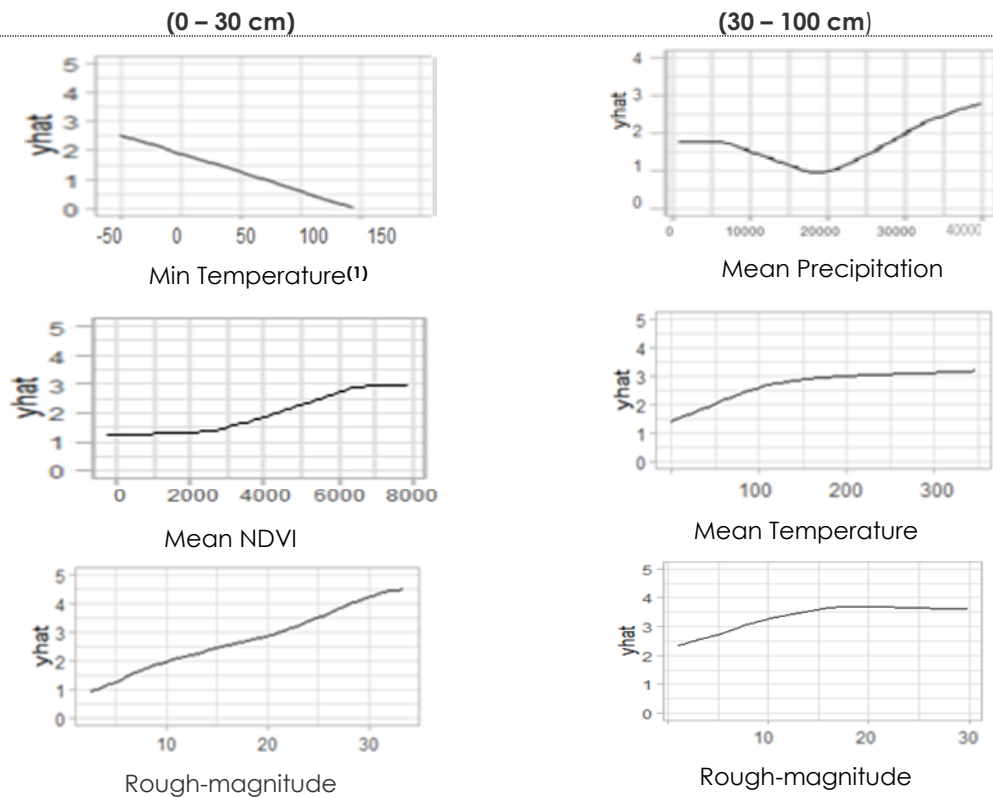 (0 – 30 cm)
(30 – 100 cm)
5
4
3
2
1
0
yhat
-50 0 50 100 150
Min Temperature(1)
4
3
2
1
0
yhat
0 10000 20000 30000 40000
Mean Precipitation
5
4
3
2
1
0
yhat
0 2000 4000 6000 8000
Mean NDVI
5
4
3
2
1
0
yhat
100 200 300
Mean Temperature
5
4
3
2
1
0
yhat
10 20 30
Rough-magnitude
5
4
3
2
1
0
yhat
10 20 30
Rough-magnitude